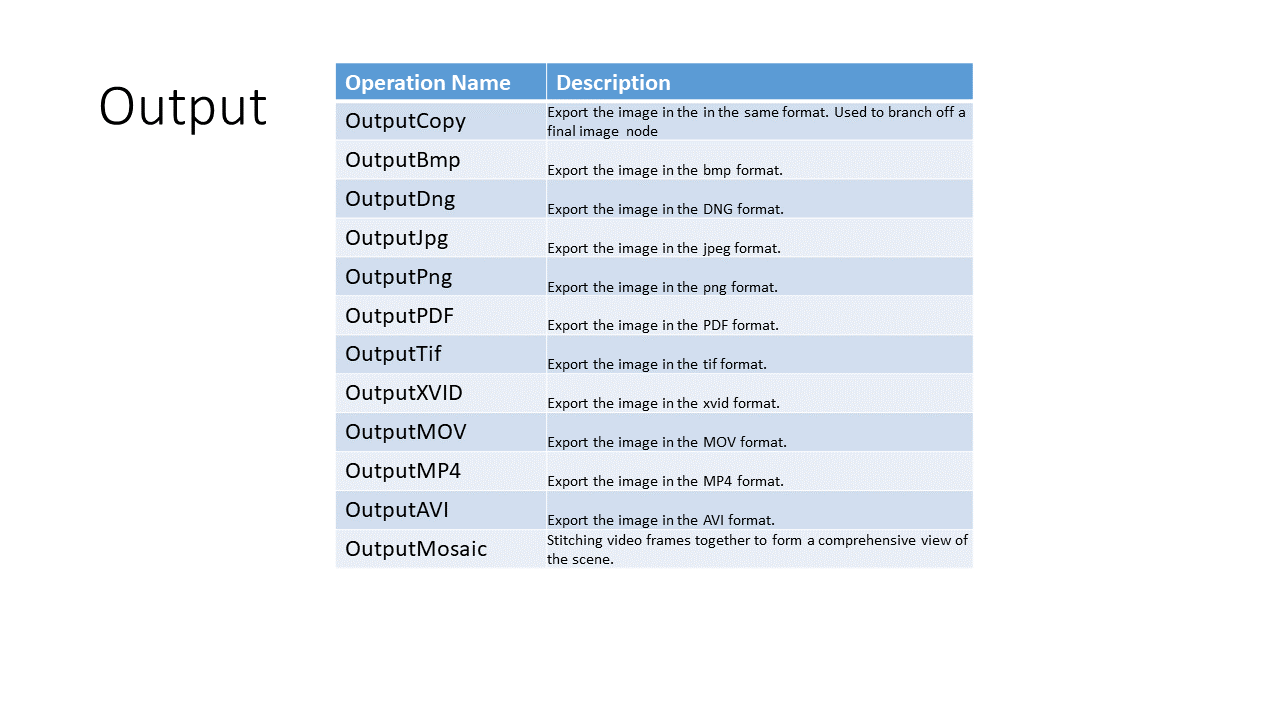 Output
Operation Name Description
OutputCopy Export the image in the in the same format. Used to branch off a
final image node
OutputBmp Export the image in the bmp format.
OutputDng Export the image in the DNG format.
OutputJpg Export the image in the jpeg format.
OutputPng Export the image in the png format.
OutputPDF Export the image in the PDF format.
OutputTif Export the image in the tif format.
OutputXVID Export the image in the xvid format.
OutputMOV Export the image in the MOV format.
OutputMP4 Export the image in the MP4 format.
OutputAVI Export the image in the AVI format.
OutputMosaic Stitching video frames together to form a comprehensive view of
the scene.